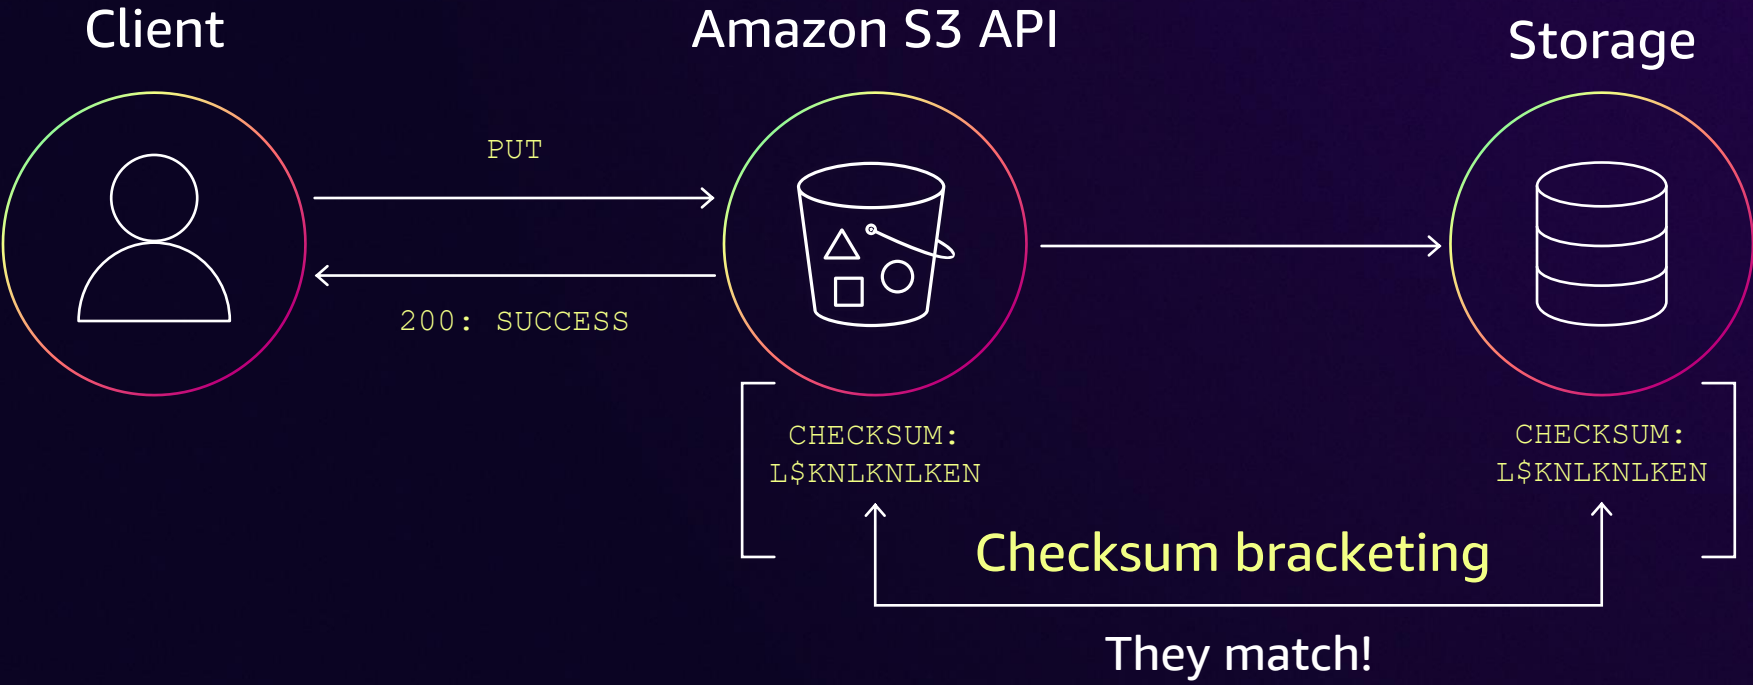 Client
Amazon S3 API
Storage
PUT
200: SUCCESS
CHECKSUM:
L$KNLKNLKEN
CHECKSUM:
L$KNLKNLKEN
Checksum bracketing
They match!